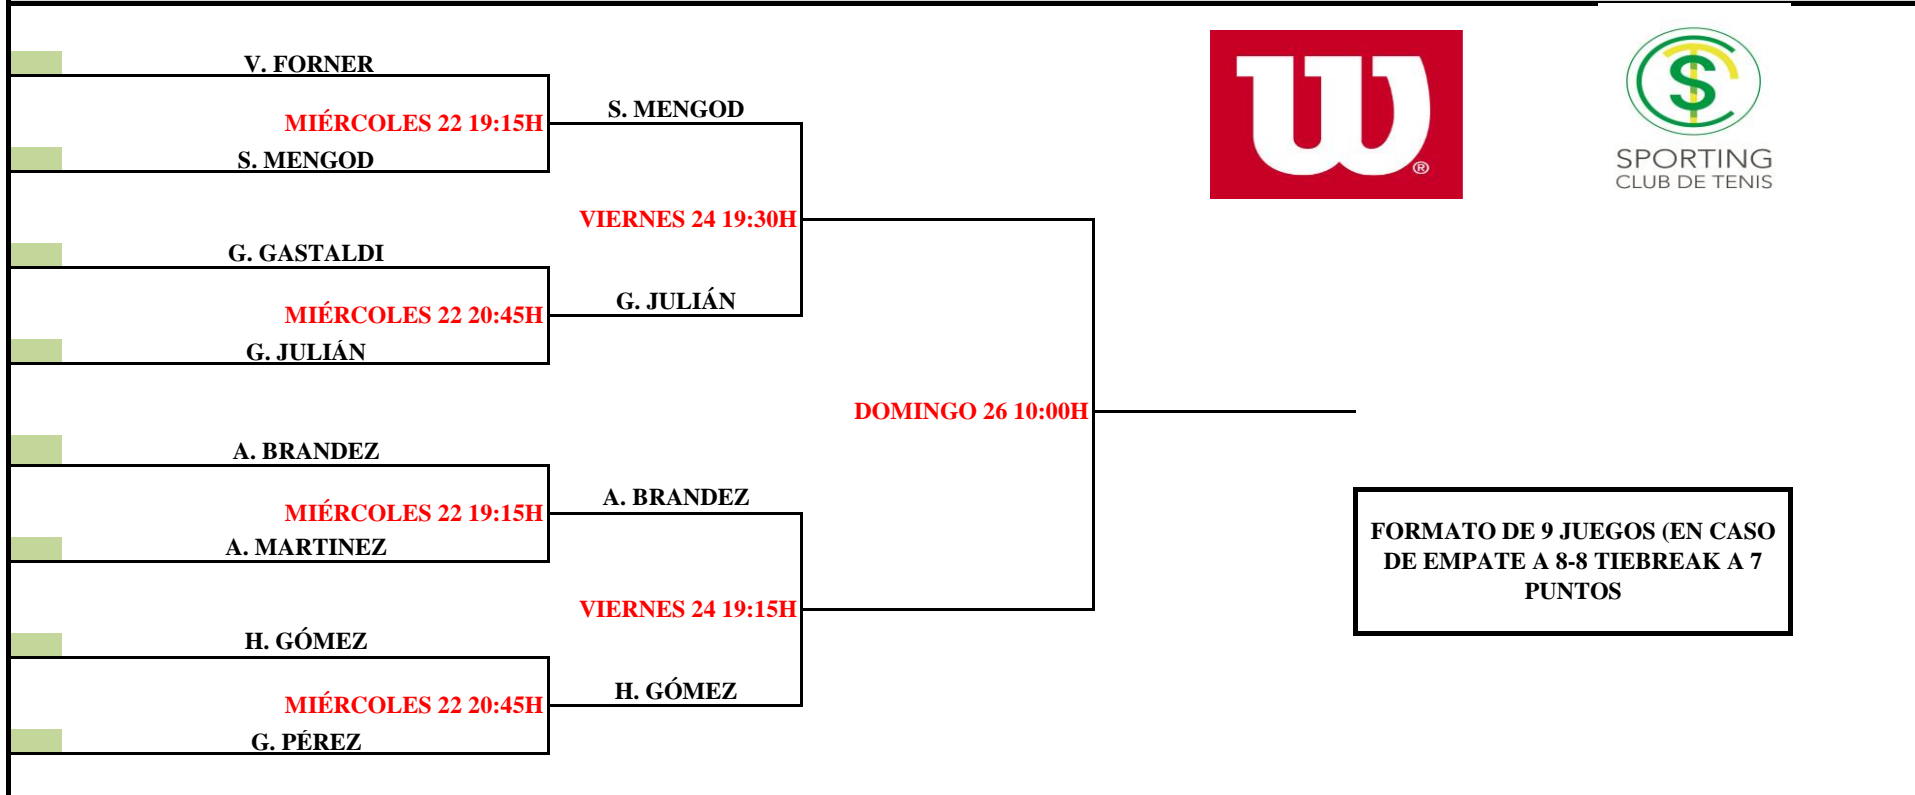 V. FORNER
MIÉRCOLES 22 19:15H
S. MENGOD
S. MENGOD
VIERNES 24 19:30H
G. GASTALDI
MIÉRCOLES 22 20:45H
G. JULIÁN
G. JULIÁN
DOMINGO 26 10:00H
A. BRANDEZ
MIÉRCOLES 22 19:15H
A. MARTINEZ
A. BRANDEZ
VIERNES 24 19:15H
H. GÓMEZ
MIÉRCOLES 22 20:45H
G. PÉREZ
H. GÓMEZ
W
®
SPORTING
CLUB DE TENIS
FORMATO DE 9 JUEGOS (EN CASO
DE EMPATE A 8-8 TIEBREAK A 7
PUNTOS